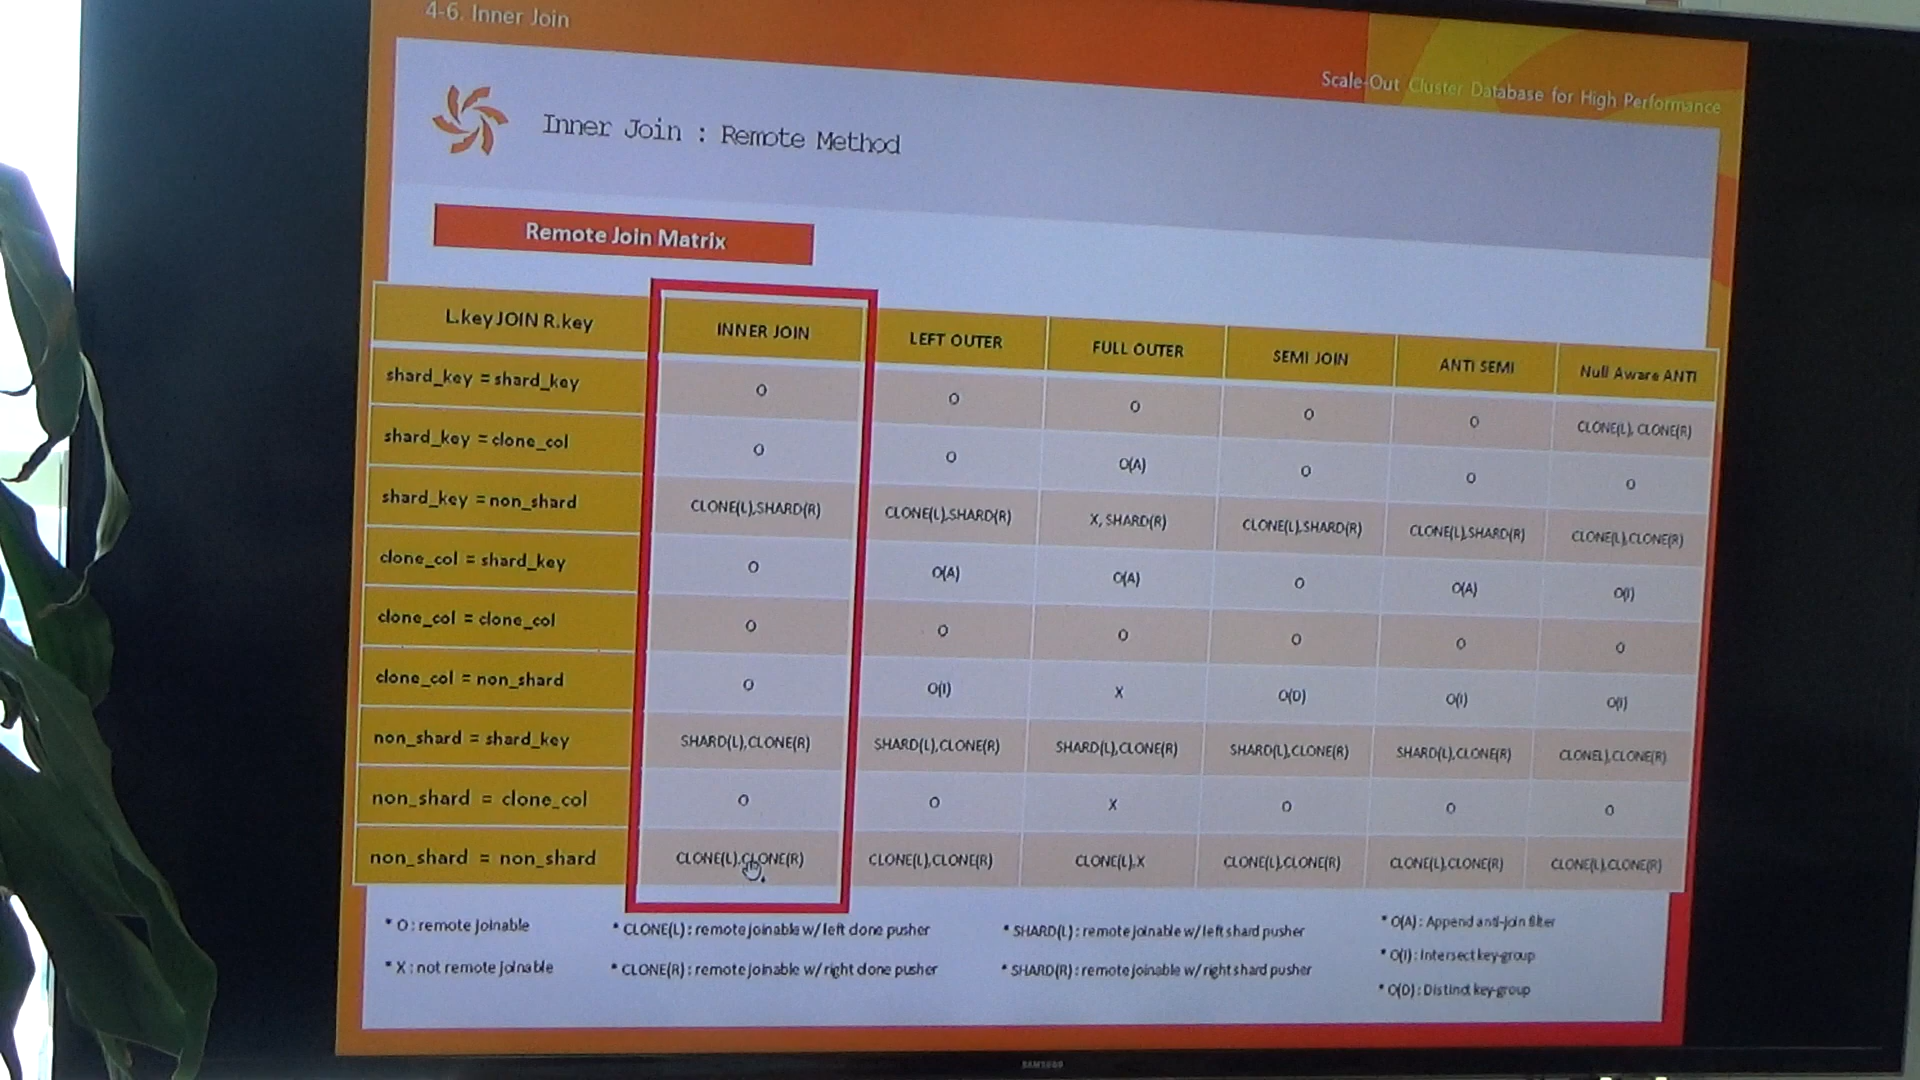 4-6. Inner Join
Scale-Out Cluster Database for High Performance
Inner Join : Remote Method
Remote Join Matrix
L.key JOIN R.key INNER JOIN LEFT OUTER FULL OUTER SEMI JOIN ANTI SEMI Null Aware ANTI
shard_key = shard_key O O O O O CLONE(L), CLONE(R)
shard_key = clone_col O O O(A) O O O
shard_key = non_shard CLONE(L),SHARD(R) CLONE(L),SHARD(R) X, SHARD(R) CLONE(L),SHARD(R) CLONE(L),SHARD(R) CLONE(L),CLONE(R)
clone_col = shard_key O O(A) O(A) O O(A) O(I)
clone_col = clone_col O O O O O O
clone_col = non_shard O O(I) X O(D) O(I) O(I)
non_shard = shard_key SHARD(L),CLONE(R) SHARD(L),CLONE(R) SHARD(L),CLONE(R) SHARD(L),CLONE(R) SHARD(L),CLONE(R) CLONEL),CLONE(R)
non_shard = clone_col O O X O O O
non_shard = non_shard CLONE(L),CLONE(R) CLONE(L),CLONE(R) CLONE(L),X CLONE(L),CLONE(R) CLONE(L),CLONE(R) CLONE(L),CLONE(R)
* O : remote joinable * CLONE(L) : remote joinable w/ left clone pusher * SHARD(L) : remote joinable w/ left shard pusher * O(A) : Append anti-join filter
* X : not remote joinable * CLONE(R) : remote joinable w/ right clone pusher * SHARD(R) : remote joinable w/ right shard pusher * O(I) : Intersect key-group
* O(D) : Distinct key-group
SAMSUNG